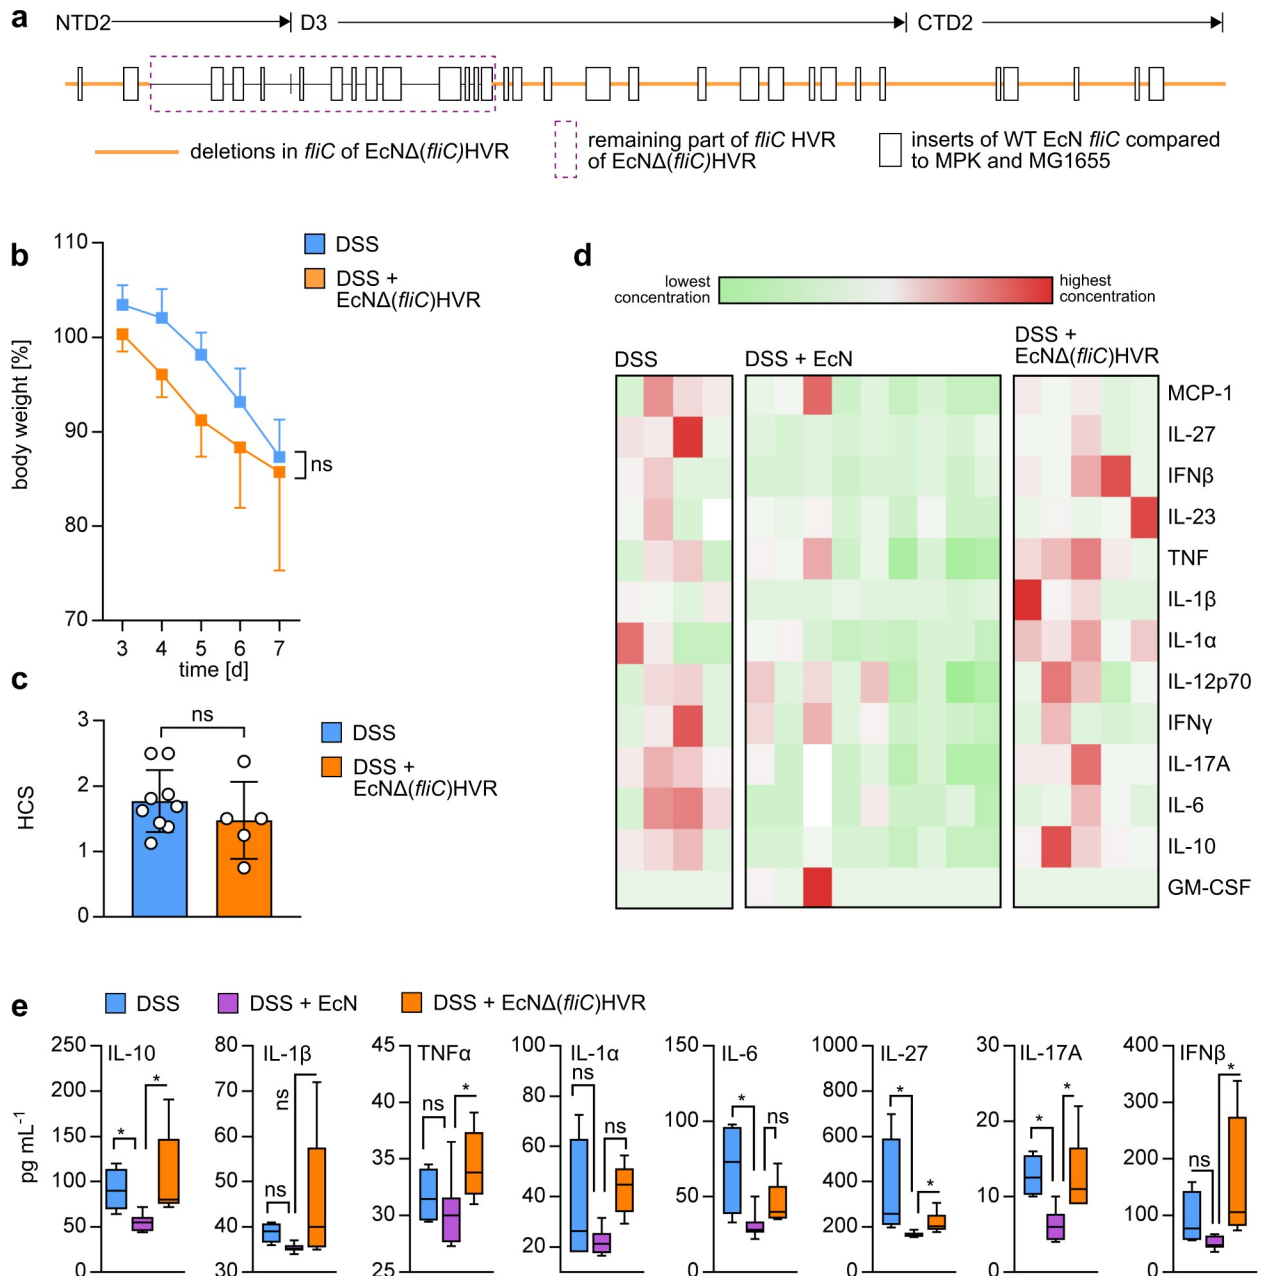 a
NTD2
D3
CTD2
deletions in fliC of EcNΔ(fliC)HVR
remaining part of fliC HVR
of EcNΔ(fliC)HVR
inserts of WT EcN fliC compared
to MPK and MG1655
b
110
100
90
80
70
body weight [%]
3 4 5 6 7
time [d]
DSS
DSS +
EcNΔ(fliC)HVR
ns
c
3
2
1
0
HCS
ns
DSS
DSS +
EcNΔ(fliC)HVR
d
lowest
concentration
highest
concentration
DSS
DSS + EcN
DSS +
EcNΔ(fliC)HVR
MCP-1
IL-27
IFNβ
IL-23
TNF
IL-1β
IL-1α
IL-12p70
IFNγ
IL-17A
IL-6
IL-10
GM-CSF
e
DSS
DSS + EcN
DSS + EcNΔ(fliC)HVR
pg mL-1
IL-10
250
200
150
100
50
0
*
*
IL-1β
80
70
60
50
40
30
ns
ns
TNFα
45
40
35
30
25
ns
*
IL-1α
100
80
60
40
20
ns
ns
IL-6
150
100
50
*
ns
IL-27
1000
800
600
400
200
0
*
*
IL-17A
30
20
10
0
*
*
IFNβ
400
300
200
100
0
ns
*